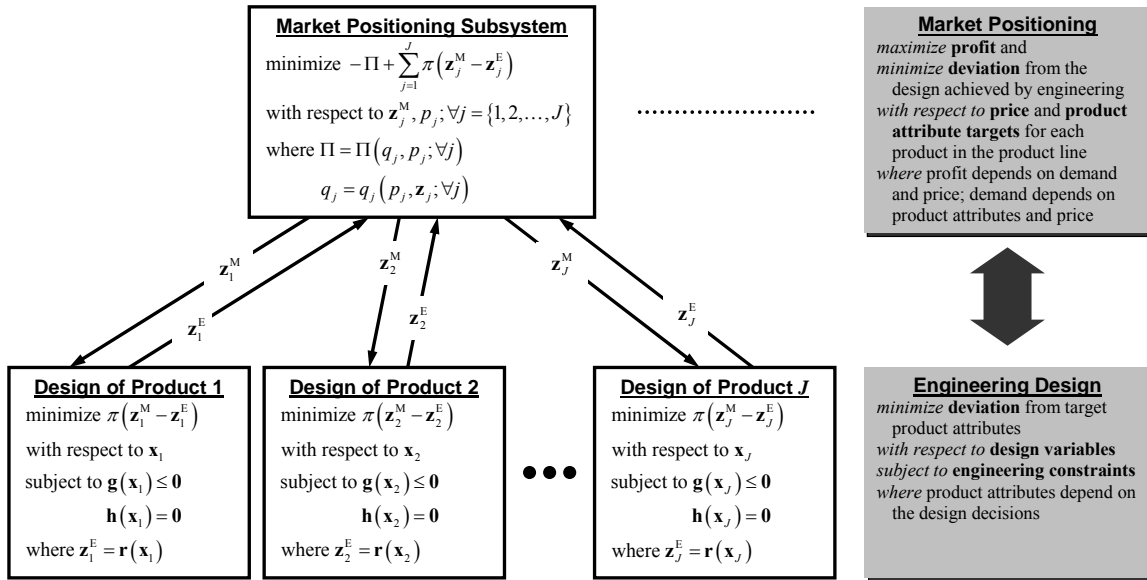 Market Positioning Subsystem
minimize −Π + ∑_{j=1}^{J} π(z_j^M − z_j^E)
with respect to z_j^M, p_j; ∀j = {1, 2, …, J}
where Π = Π(q_j, p_j; ∀j)
q_j = q_j(p_j, z_j; ∀j)
Market Positioning
maximize profit and
minimize deviation from the
design achieved by engineering
with respect to price and product
attribute targets for each
product in the product line
where profit depends on demand
and price; demand depends on
product attributes and price
z_1^M
z_1^E
z_2^M
z_2^E
z_J^M
z_J^E
Design of Product 1
minimize π(z_1^M − z_1^E)
with respect to x_1
subject to g(x_1) ≤ 0
h(x_1) = 0
where z_1^E = r(x_1)
Design of Product 2
minimize π(z_2^M − z_2^E)
with respect to x_2
subject to g(x_2) ≤ 0
h(x_2) = 0
where z_2^E = r(x_2)
Design of Product J
minimize π(z_J^M − z_J^E)
with respect to x_J
subject to g(x_J) ≤ 0
h(x_J) = 0
where z_J^E = r(x_J)
Engineering Design
minimize deviation from target
product attributes
with respect to design variables
subject to engineering constraints
where product attributes depend on
the design decisions